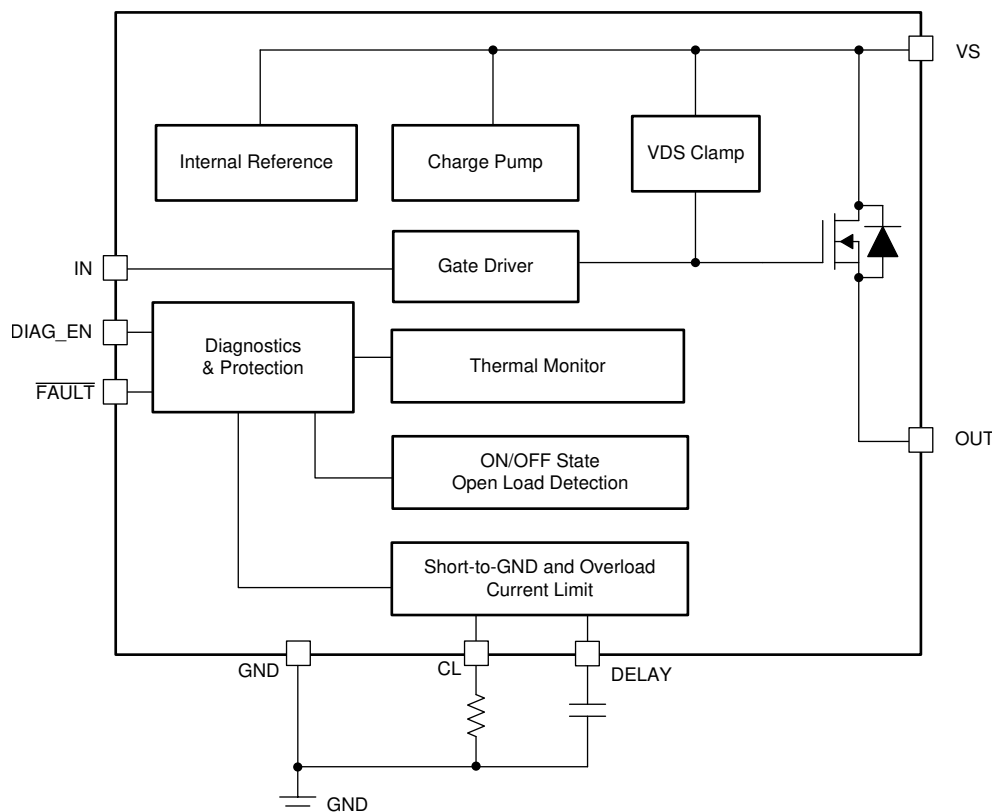 VS
Internal Reference
Charge Pump
VDS Clamp
IN
Gate Driver
DIAG_EN
Diagnostics
& Protection
Thermal Monitor
FAULT
ON/OFF State
Open Load Detection
OUT
Short-to-GND and Overload
Current Limit
GND
CL
DELAY
GND